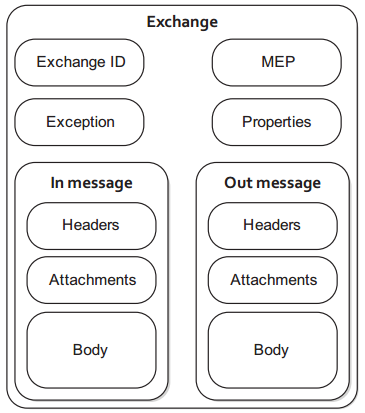 Exchange
Exchange ID
MEP
Exception
Properties
In message
Headers
Attachments
Body
Out message
Headers
Attachments
Body